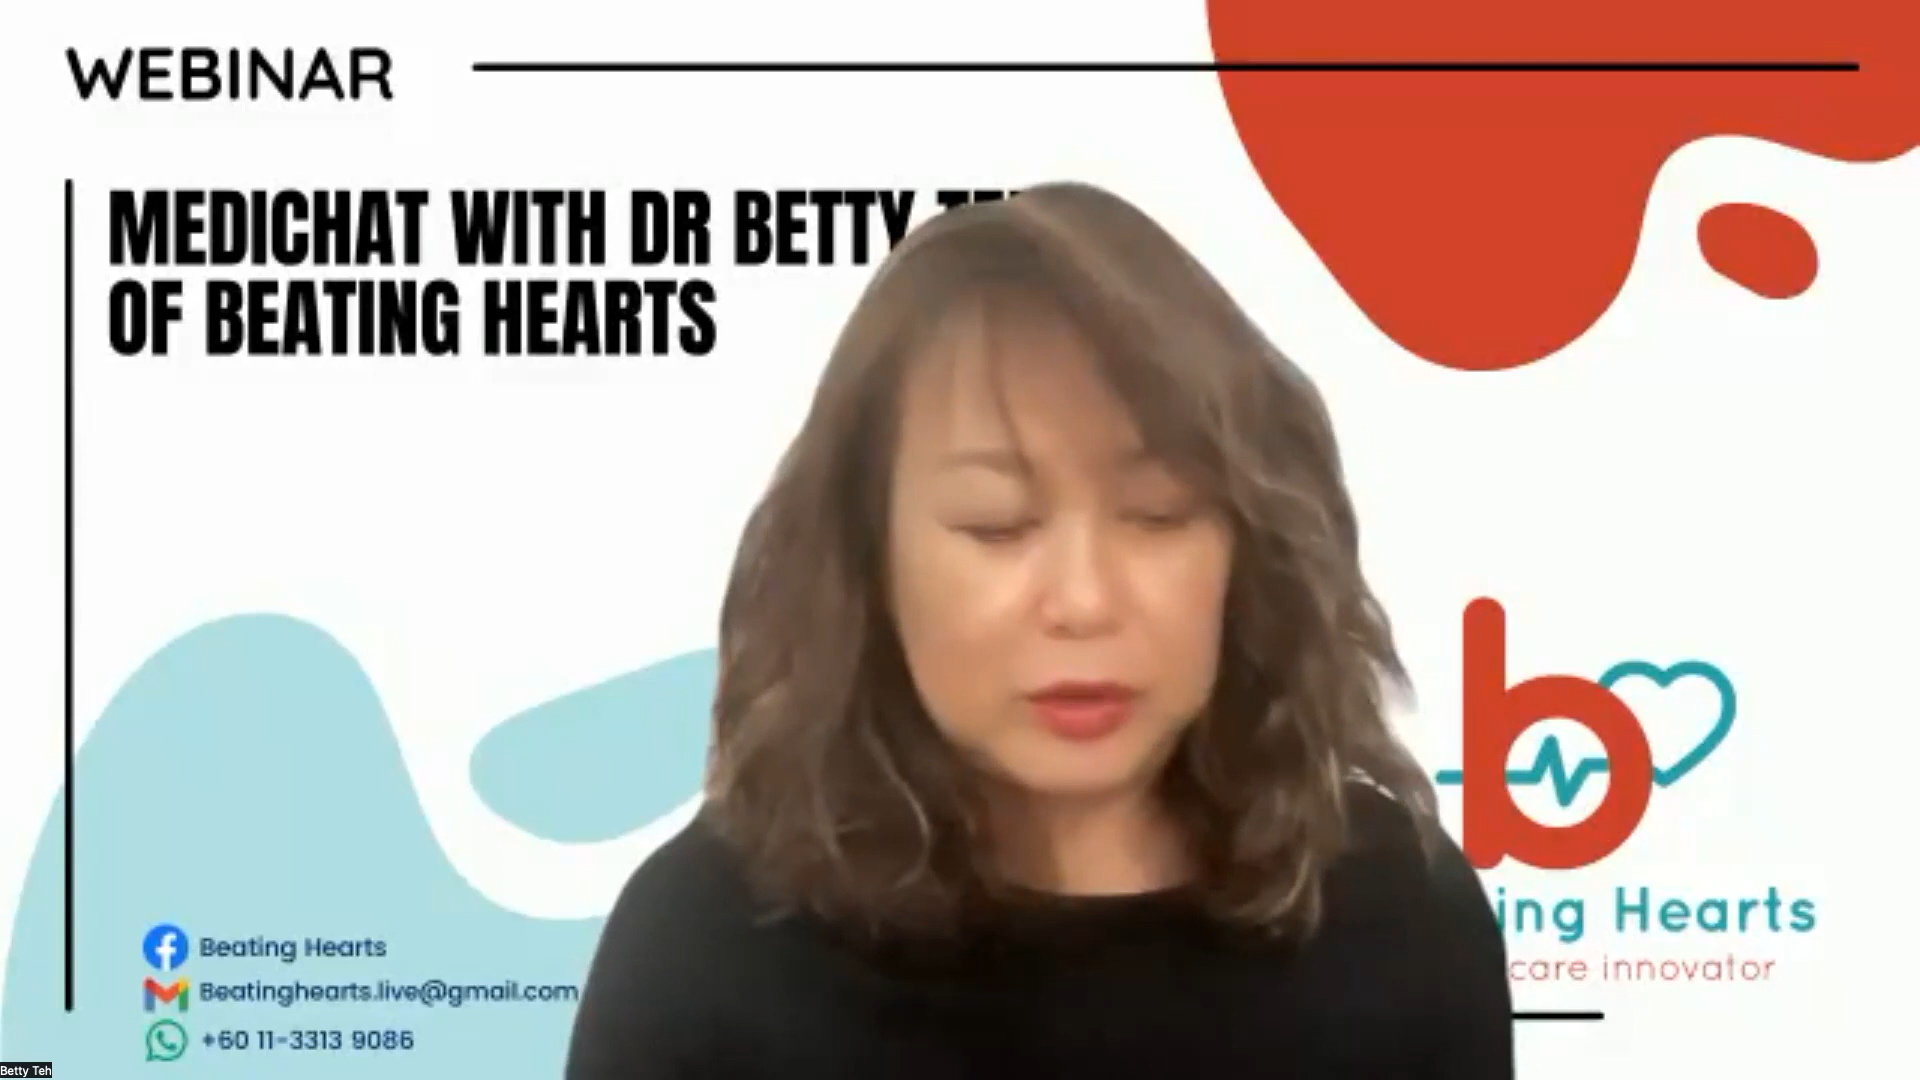 WEBINAR
MEDICHAT WITH DR BETTY
OF BEATING HEARTS
ing Hearts
care innovator
Beating Hearts
Beatinghearts.live@gmail.com
+60 11-3313 9086
Betty Teh